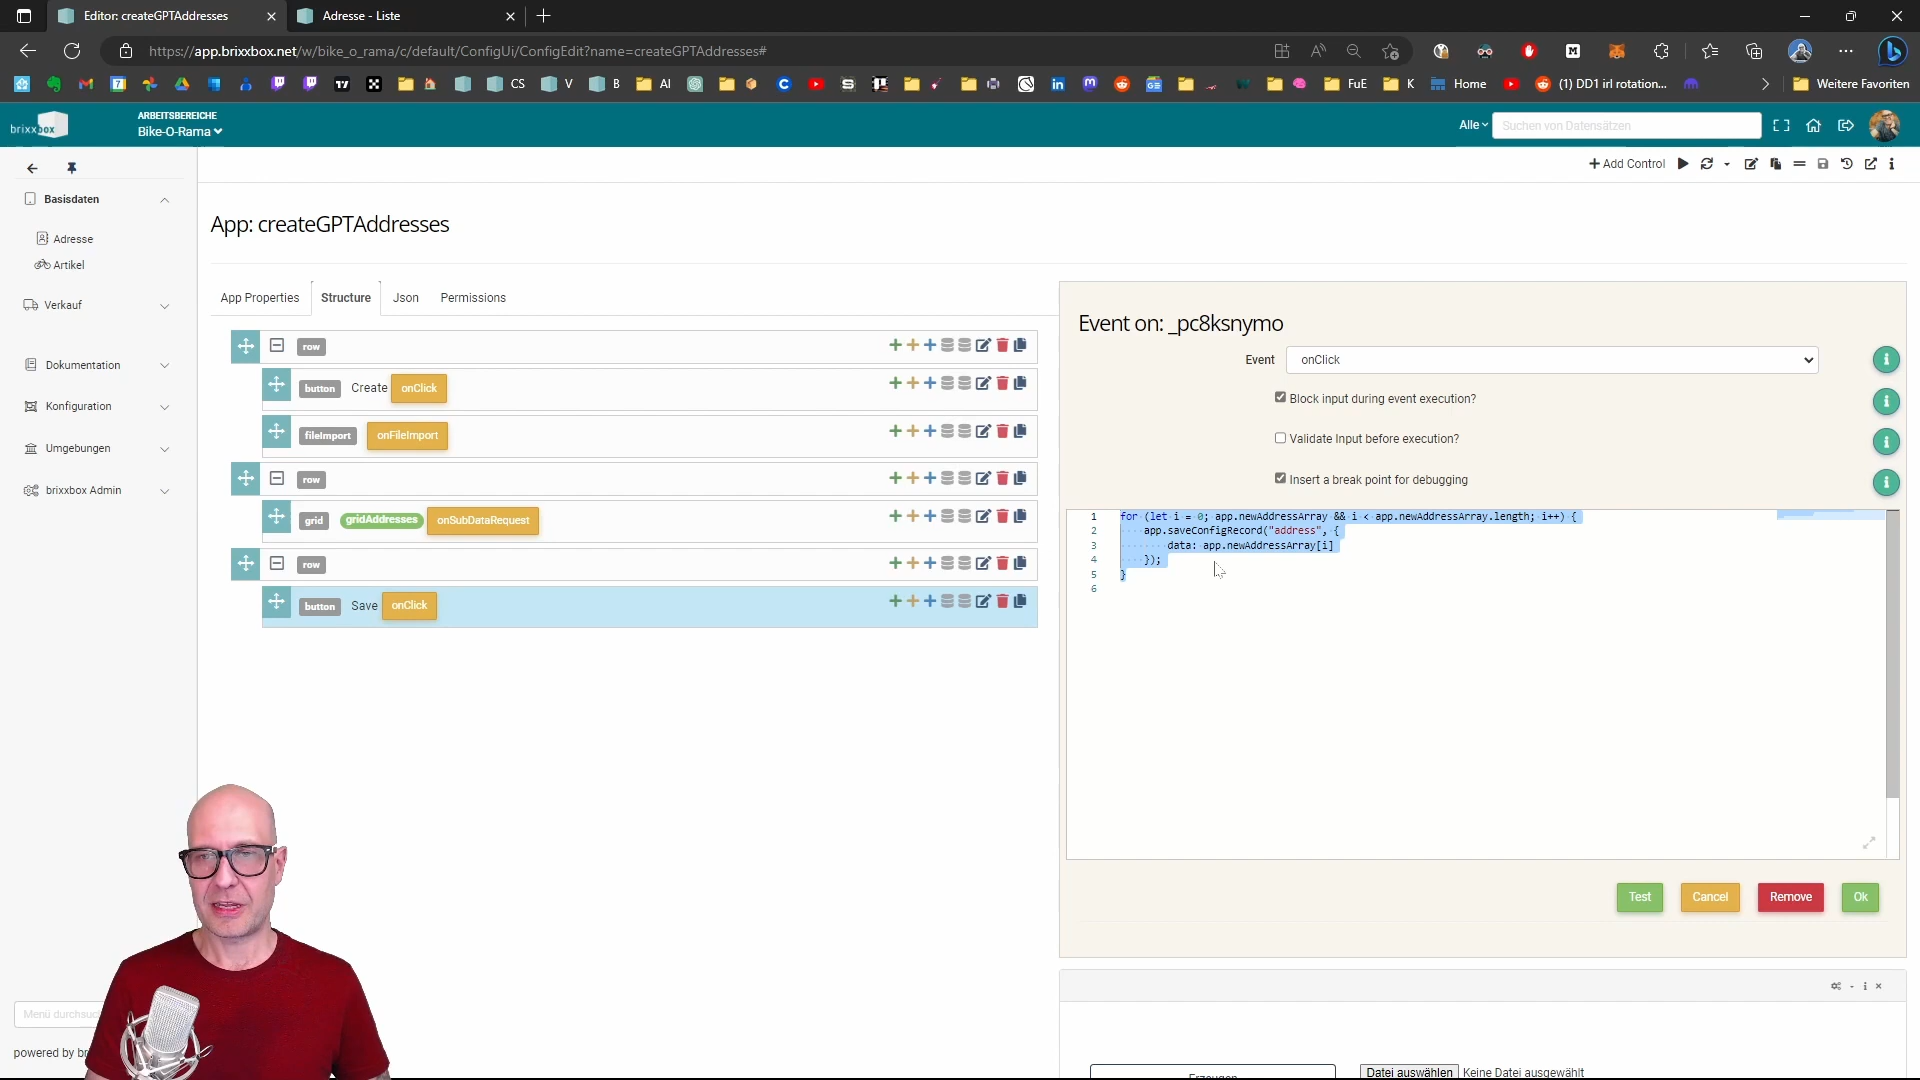 Editor: createGPTAddresses
Adresse - Liste
https://app.brixxbox.net/w/bike_o_rama/c/default/ConfigUi/ConfigEdit?name=createGPTAddresses#
CS
V
B
AI
FuE
K
Home
(1) DD1 irl rotation...
Weitere Favoriten
brixxbox
ARBEITSBEREICHE
Bike-O-Rama
Alle
Suchen von Datensätzen
Add Control
Basisdaten
Adresse
Artikel
Verkauf
Dokumentation
Konfiguration
Umgebungen
brixxbox Admin
Menü durchsuc
powered by br
App: createGPTAddresses
App Properties
Structure
Json
Permissions
row
button Create onClick
fileImport onFileImport
row
grid gridAddresses onSubDataRequest
row
button Save onClick
Event on: _pc8ksnymo
Event onClick
Block input during event execution?
Validate Input before execution?
Insert a break point for debugging
1 for (let i = 0; app.newAddressArray && i < app.newAddressArray.length; i++) {
2 app.saveConfigRecord("address", {
3 data: app.newAddressArray[i]
4 });
5 }
6
Test
Cancel
Remove
Ok
Erzeugen
Datei auswählen Keine Datei ausgewählt